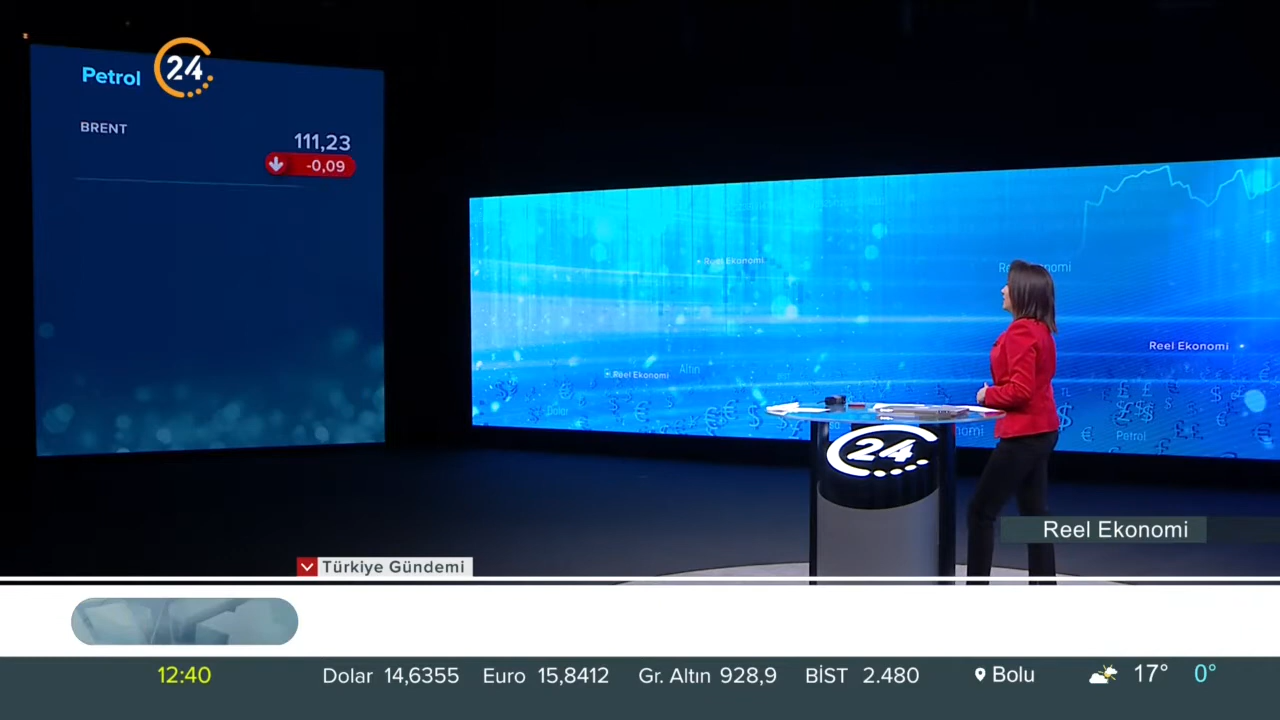 Petrol
24
BRENT
111,23
-0,09
Reel Ekonomi
Reel Ekonomi
Reel Ekonomi
Altın
Dolar
Petrol
24
Reel Ekonomi
Türkiye Gündemi
12:40 Dolar 14,6355 Euro 15,8412 Gr. Altın 928,9 BİST 2.480 Bolu 17° 0°